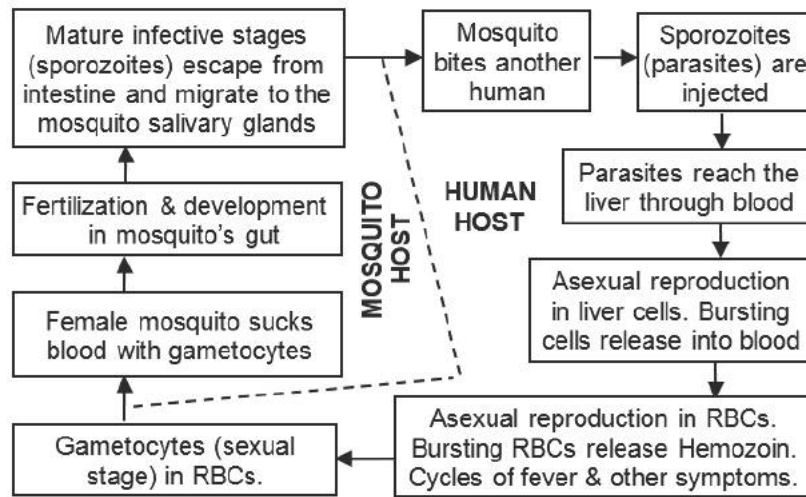 Mature infective stages
(sporozoites) escape from
intestine and migrate to the
mosquito salivary glands
Mosquito
bites another
human
Sporozoites
(parasites) are
injected
Parasites reach the
liver through blood
Asexual reproduction
in liver cells. Bursting
cells release into blood
Asexual reproduction in RBCs.
Bursting RBCs release Hemozoin.
Cycles of fever & other symptoms.
Gametocytes (sexual
stage) in RBCs.
Female mosquito sucks
blood with gametocytes
Fertilization & development
in mosquito's gut
MOSQUITO
HOST
HUMAN
HOST